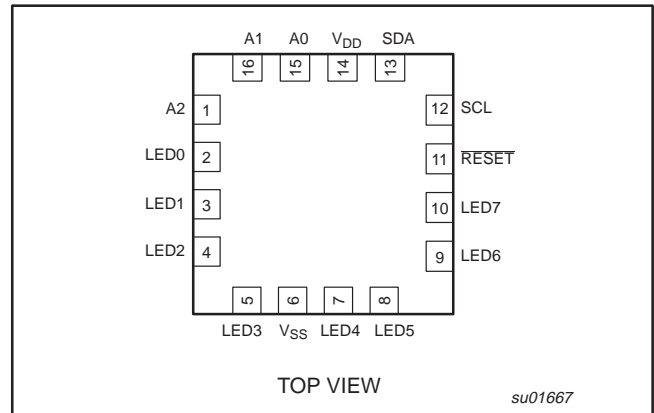 A1 A0 VDD SDA
16 15 14 13
A2 1 12 SCL
LED0 2 11 RESET
LED1 3 10 LED7
LED2 4 9 LED6
5 6 7 8
LED3 VSS LED4 LED5
TOP VIEW
su01667